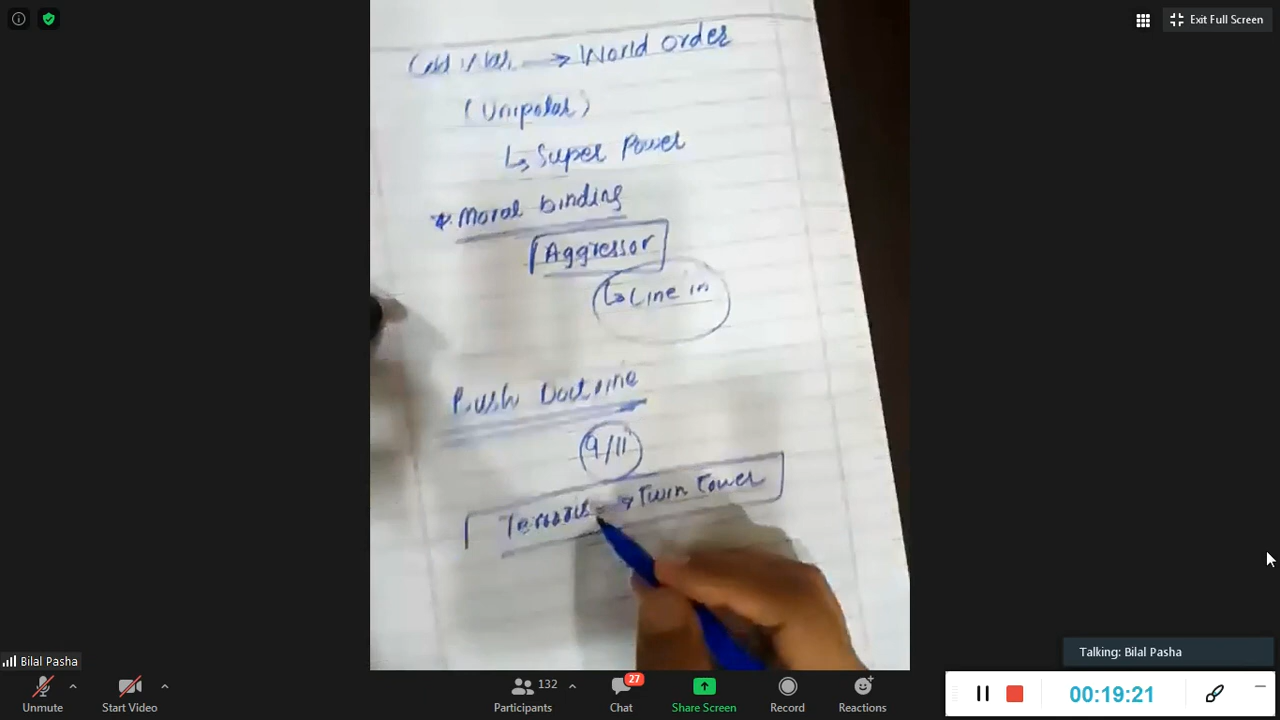 Exit Full Screen
Cold War → World Order
(Unipolar)
↳ Super Power
* Moral binding
Aggressor
↳ Line in
Bush Doctrine
9/11
Terrorist → Twin Tower
Bilal Pasha
Talking: Bilal Pasha
132
27
00:19:21
Unmute
Start Video
Participants
Chat
Share Screen
Record
Reactions